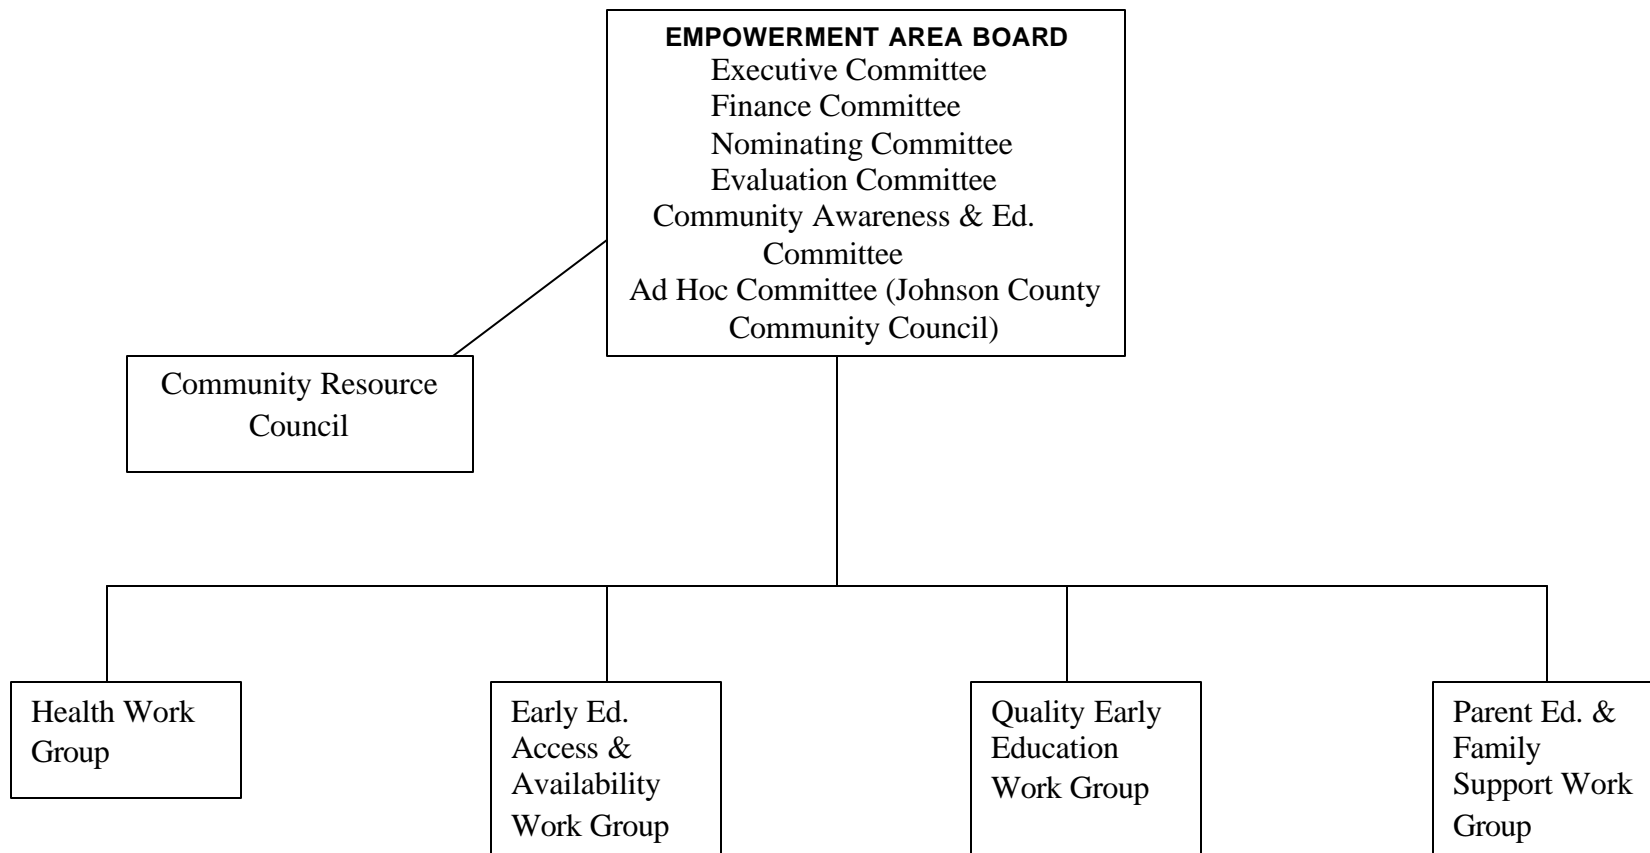 EMPOWERMENT AREA BOARD
Executive Committee
Finance Committee
Nominating Committee
Evaluation Committee
Community Awareness & Ed.
Committee
Ad Hoc Committee (Johnson County
Community Council)
Community Resource
Council
Health Work
Group
Early Ed.
Access &
Availability
Work Group
Quality Early
Education
Work Group
Parent Ed. &
Family
Support Work
Group